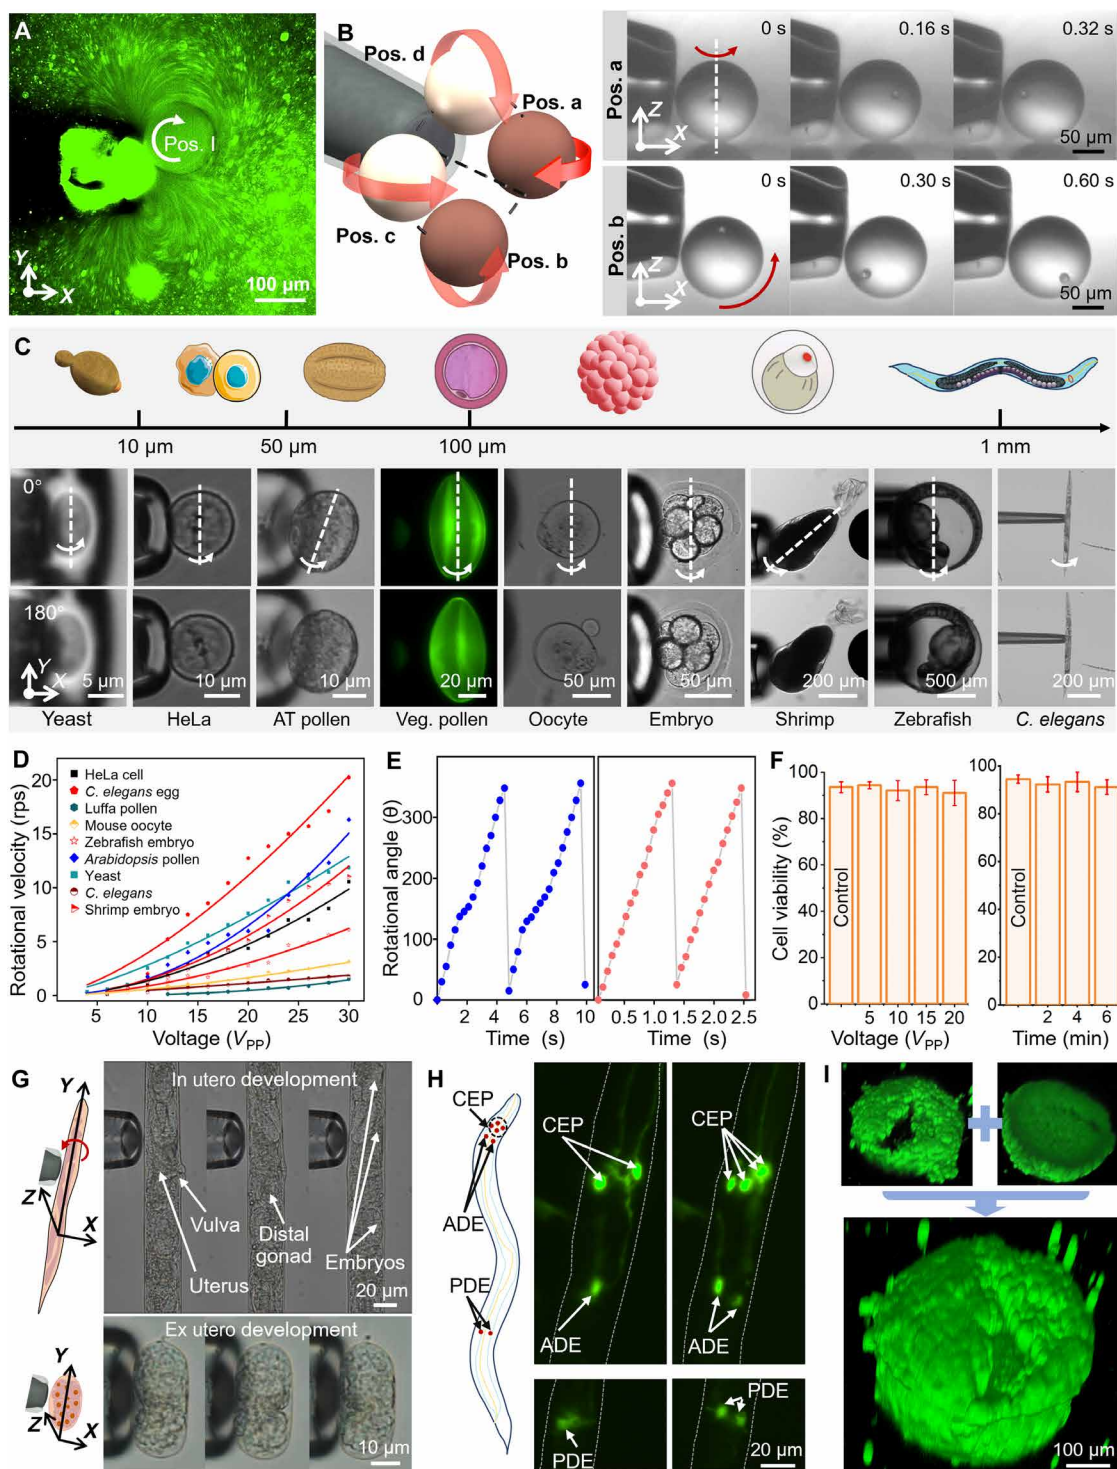 A
Pos. I
Y
X
100 µm
B
Pos. d
Pos. a
Pos. c
Pos. b
Pos. a
0 s
0.16 s
0.32 s
Z
X
50 µm
Pos. b
0 s
0.30 s
0.60 s
Z
X
50 µm
C
10 µm
50 µm
100 µm
1 mm
0°
180°
Y
X
5 µm
10 µm
10 µm
20 µm
50 µm
50 µm
200 µm
500 µm
200 µm
Yeast
HeLa
AT pollen
Veg. pollen
Oocyte
Embryo
Shrimp
Zebrafish
C. elegans
D
Rotational velocity (rps)
20
15
10
5
0
HeLa cell
C. elegans egg
Luffa pollen
Mouse oocyte
Zebrafish embryo
Arabidopsis pollen
Yeast
C. elegans
Shrimp embryo
5
10
15
20
25
30
Voltage (VPP)
E
Rotational angle (θ)
300
150
0
2
4
6
8
10
Time (s)
0.5
1.0
1.5
2.0
2.5
Time (s)
F
Cell viability (%)
100
80
60
40
20
0
Control
5
10
15
20
Voltage (VPP)
100
80
60
40
20
0
Control
2
4
6
Time (min)
G
Y
Z
X
In utero development
Vulva
Uterus
Distal
gonad
Embryos
20 µm
Y
Z
X
Ex utero development
10 µm
H
CEP
ADE
PDE
CEP
ADE
CEP
ADE
PDE
PDE
20 µm
I
100 µm